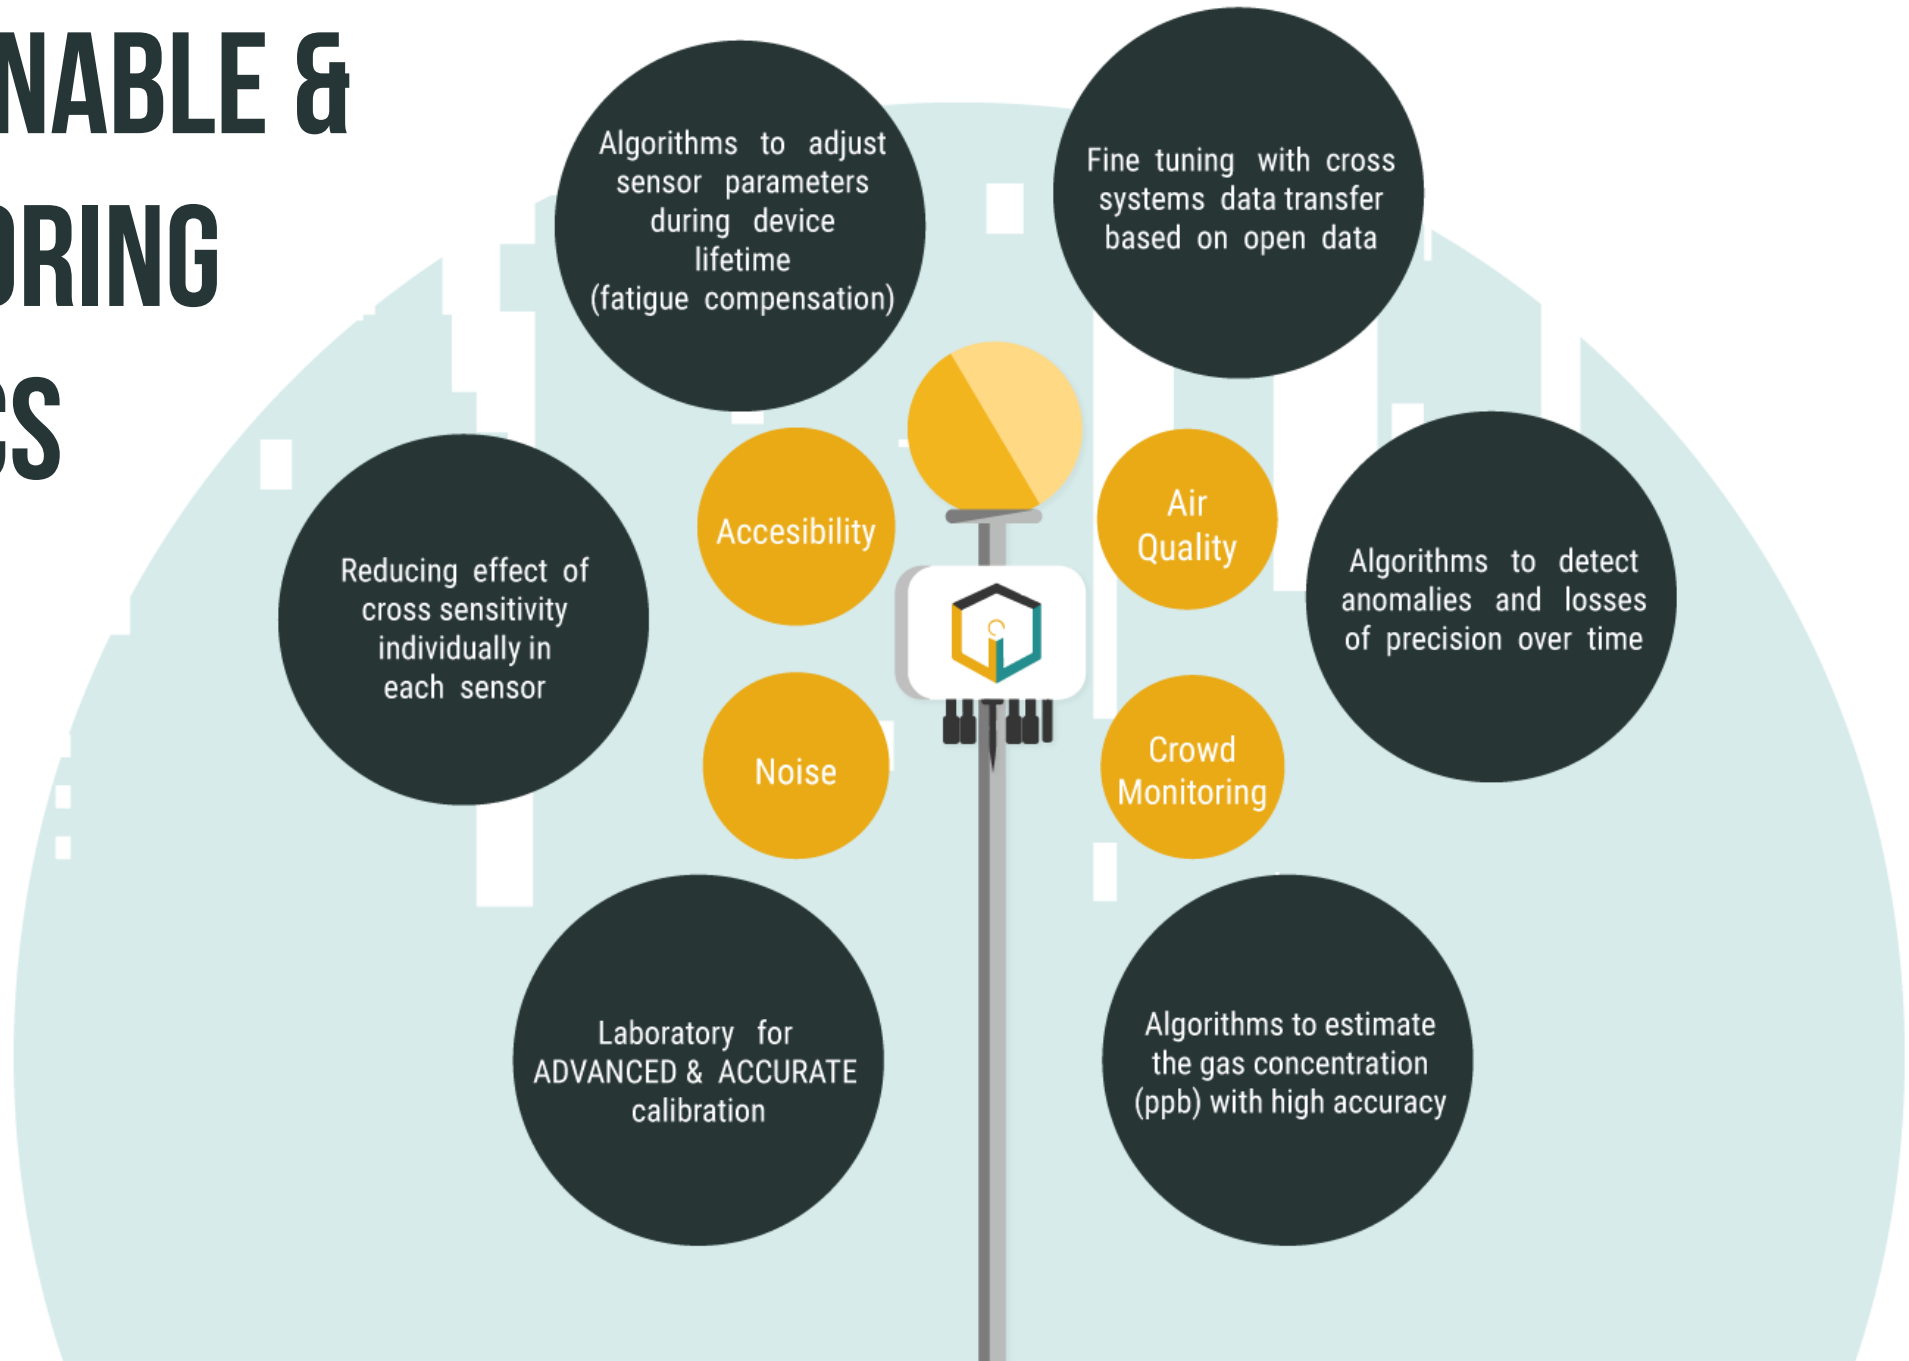 NABLE &
ORING
CS
Algorithms to adjust
sensor parameters
during device
lifetime
(fatigue compensation)
Fine tuning with cross
systems data transfer
based on open data
Accesibility
Air
Quality
Reducing effect of
cross sensitivity
individually in
each sensor
Algorithms to detect
anomalies and losses
of precision over time
Noise
Crowd
Monitoring
Laboratory for
ADVANCED & ACCURATE
calibration
Algorithms to estimate
the gas concentration
(ppb) with high accuracy